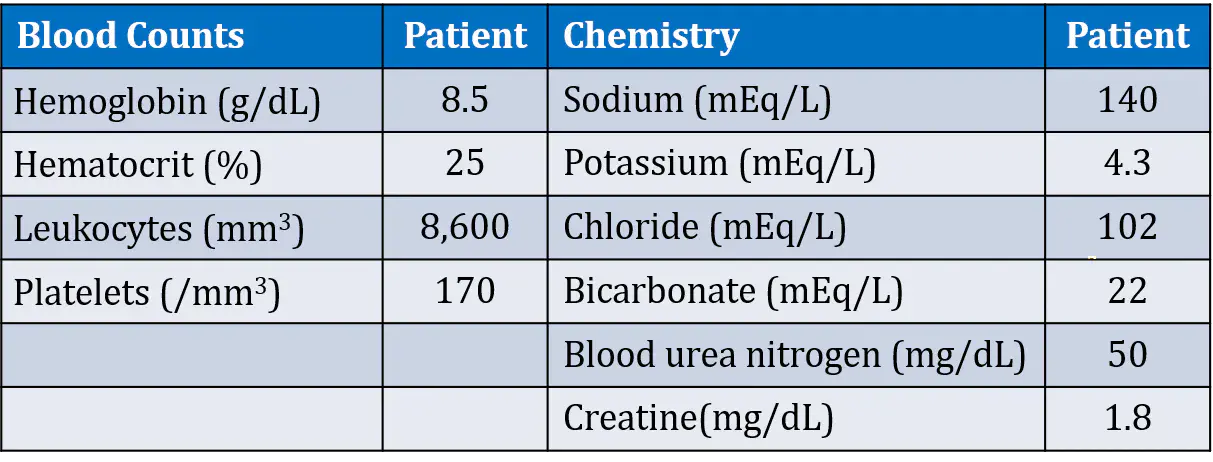 Blood Counts Patient Chemistry Patient
Hemoglobin (g/dL) 8.5 Sodium (mEq/L) 140
Hematocrit (%) 25 Potassium (mEq/L) 4.3
Leukocytes (mm³) 8,600 Chloride (mEq/L) 102
Platelets (/mm³) 170 Bicarbonate (mEq/L) 22
Blood urea nitrogen (mg/dL) 50
Creatine(mg/dL) 1.8